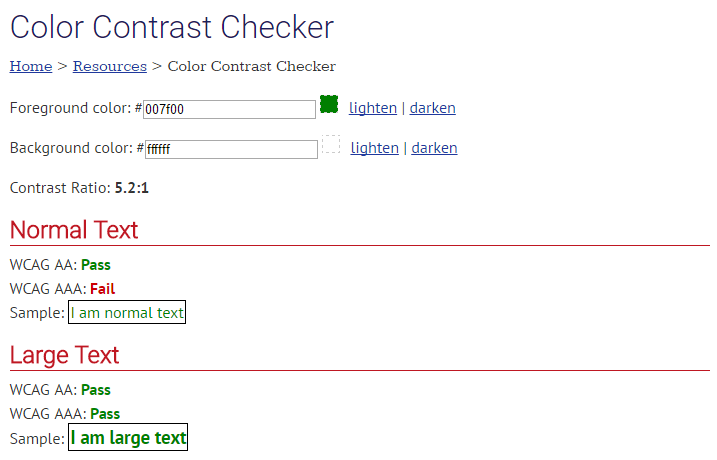 Color Contrast Checker
Home > Resources > Color Contrast Checker
Foreground color: #007f00 lighten | darken
Background color: #ffffff lighten | darken
Contrast Ratio: 5.2:1
Normal Text
WCAG AA: Pass
WCAG AAA: Fail
Sample: I am normal text
Large Text
WCAG AA: Pass
WCAG AAA: Pass
Sample: I am large text